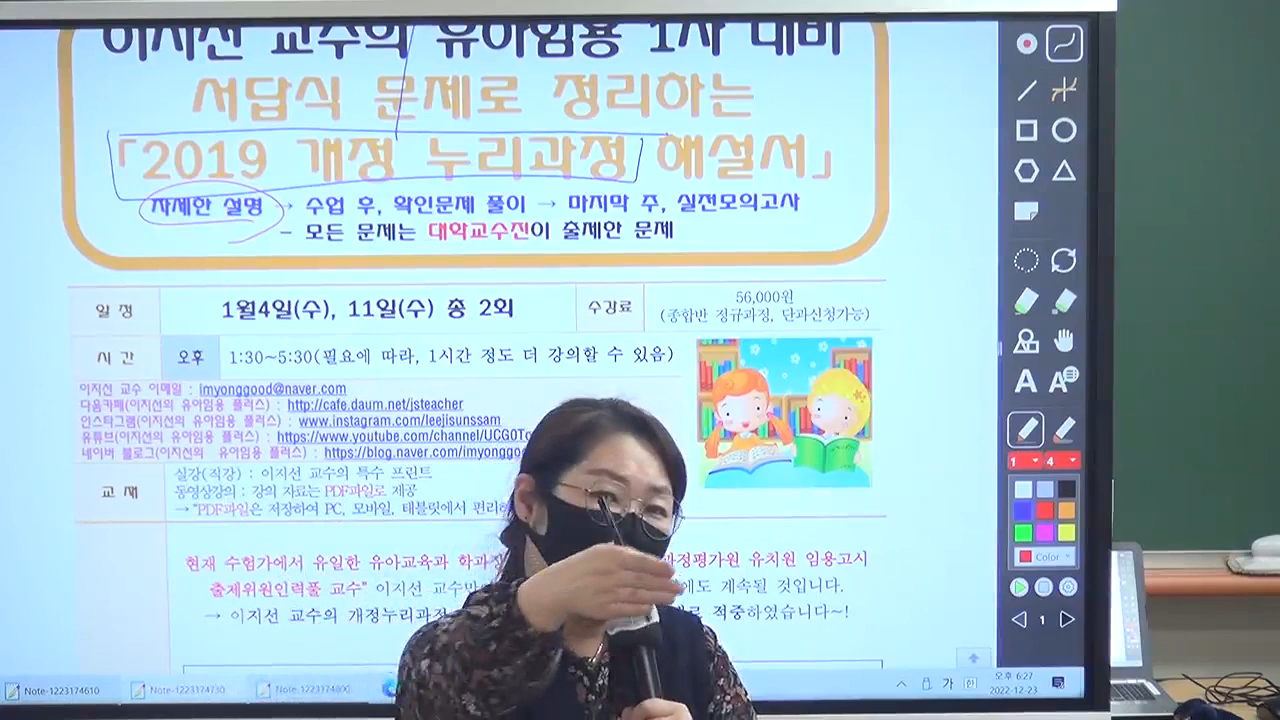 이지선 교수의 유아임용 1차 대비
서답식 문제로 정리하는
「2019 개정 누리과정 해설서」
자세한 설명 → 수업 후, 확인문제 풀이 → 마지막 주, 실전모의고사
- 모든 문제는 대학교수진이 출제한 문제
일 정 1월4일(수), 11일(수) 총 2회 수강료 56,000원
(종합반 정규과정, 단과신청가능)
시 간 오후 1:30~5:30(필요에 따라, 1시간 정도 더 강의할 수 있음)
이지선 교수 이메일 : imyonggood@naver.com
다음카페(이지선의 유아임용 플러스) : http://cafe.daum.net/jsteacher
인스타그램(이지선의 유아임용 플러스) : www.instagram.com/leejisunssam
유튜브(이지선의 유아임용 플러스) : https://www.youtube.com/channel/UCG0T
네이버 블로그(이지선의 유아임용 플러스) : https://blog.naver.com/imyonggo
교 재 실강(직강) : 이지선 교수의 특수 프린트
동영상강의 : 강의 자료는 PDF파일로 제공
→ "PDF파일은 저장하여 PC, 모바일, 태블릿에서 편리하
현재 수험가에서 유일한 유아교육과 학과장 과정평가원 유치원 임용고시
출제위원인력풀 교수" 이지선 교수만 에도 계속될 것입니다.
→ 이지선 교수의 개정누리과정 로 적중하였습니다~!
A A
1 4
Color
1
Note-1223174610 Note-1223174730 Note-1223174800
가 한 오후 6:27
2022-12-23